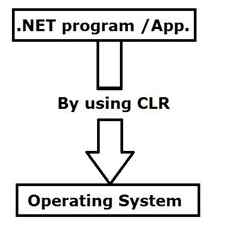 .NET program /App.
By using CLR
Operating System